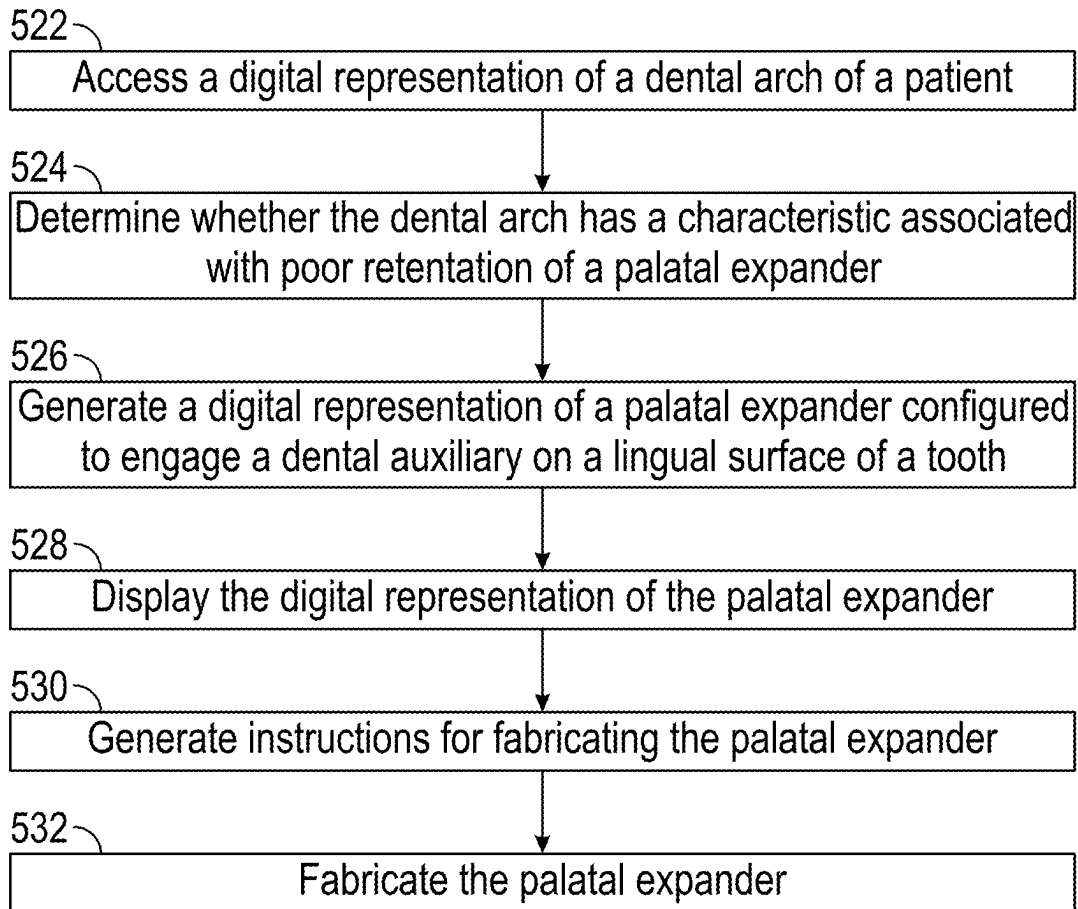 522
Access a digital representation of a dental arch of a patient
524
Determine whether the dental arch has a characteristic associated
with poor retentation of a palatal expander
526
Generate a digital representation of a palatal expander configured
to engage a dental auxiliary on a lingual surface of a tooth
528
Display the digital representation of the palatal expander
530
Generate instructions for fabricating the palatal expander
532
Fabricate the palatal expander